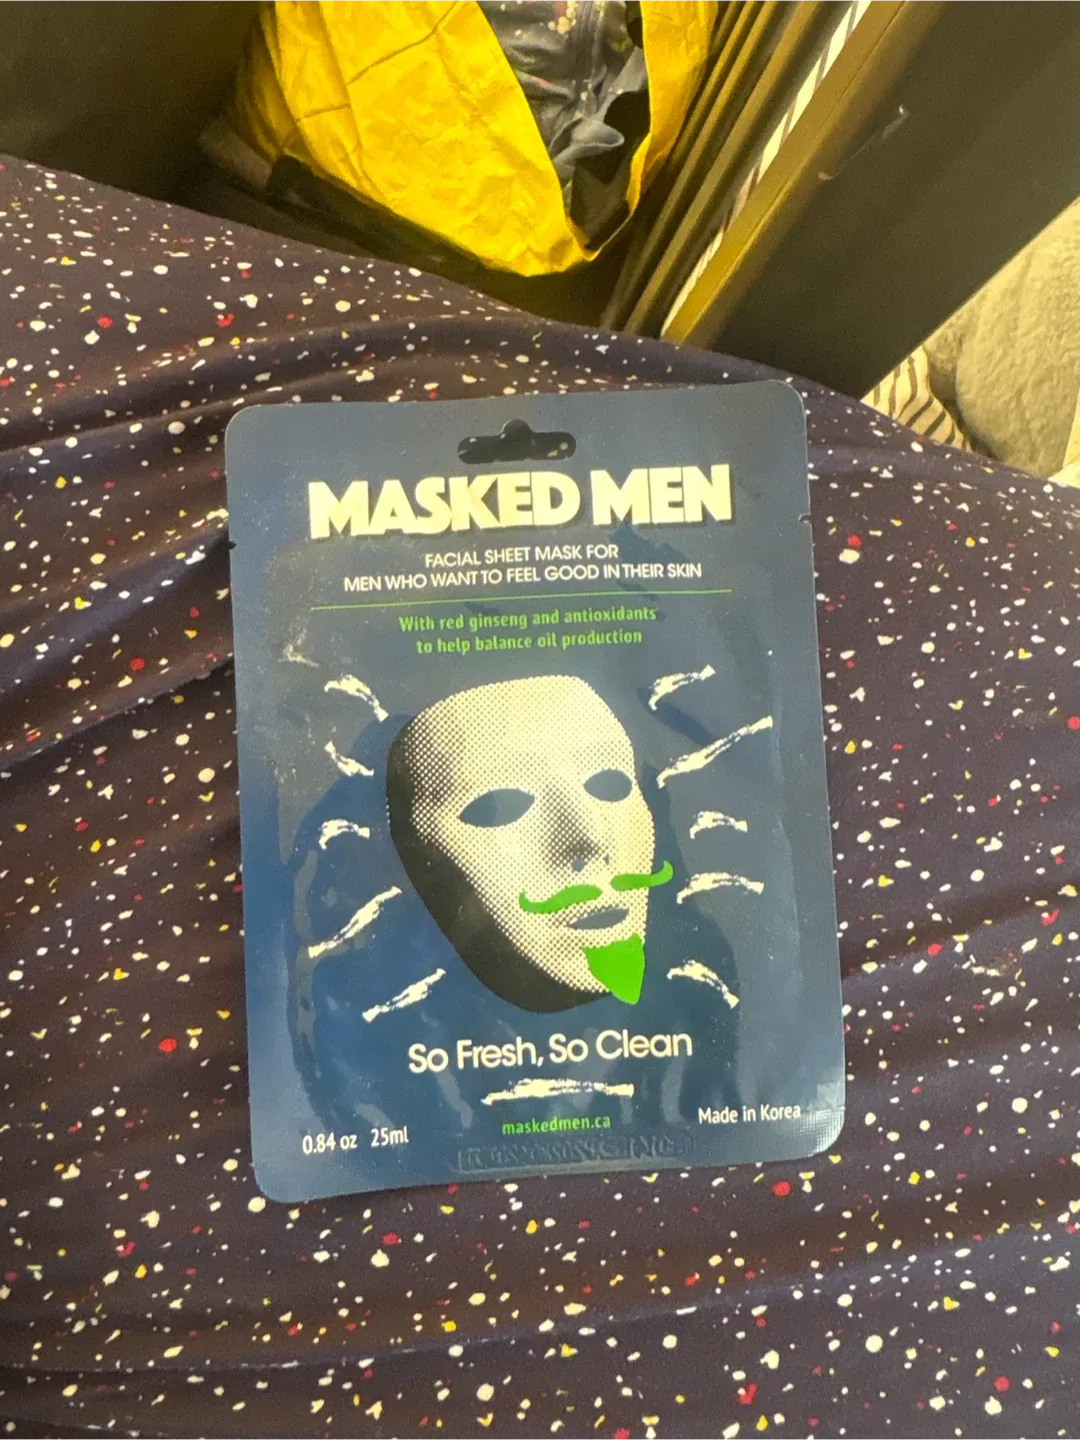 MASKED MEN
FACIAL SHEET MASK FOR
MEN WHO WANT TO FEEL GOOD IN THEIR SKIN
With red ginseng and antioxidants
to help balance oil production
So Fresh, So Clean
maskedmen.ca
0.84 oz 25ml
Made in Korea